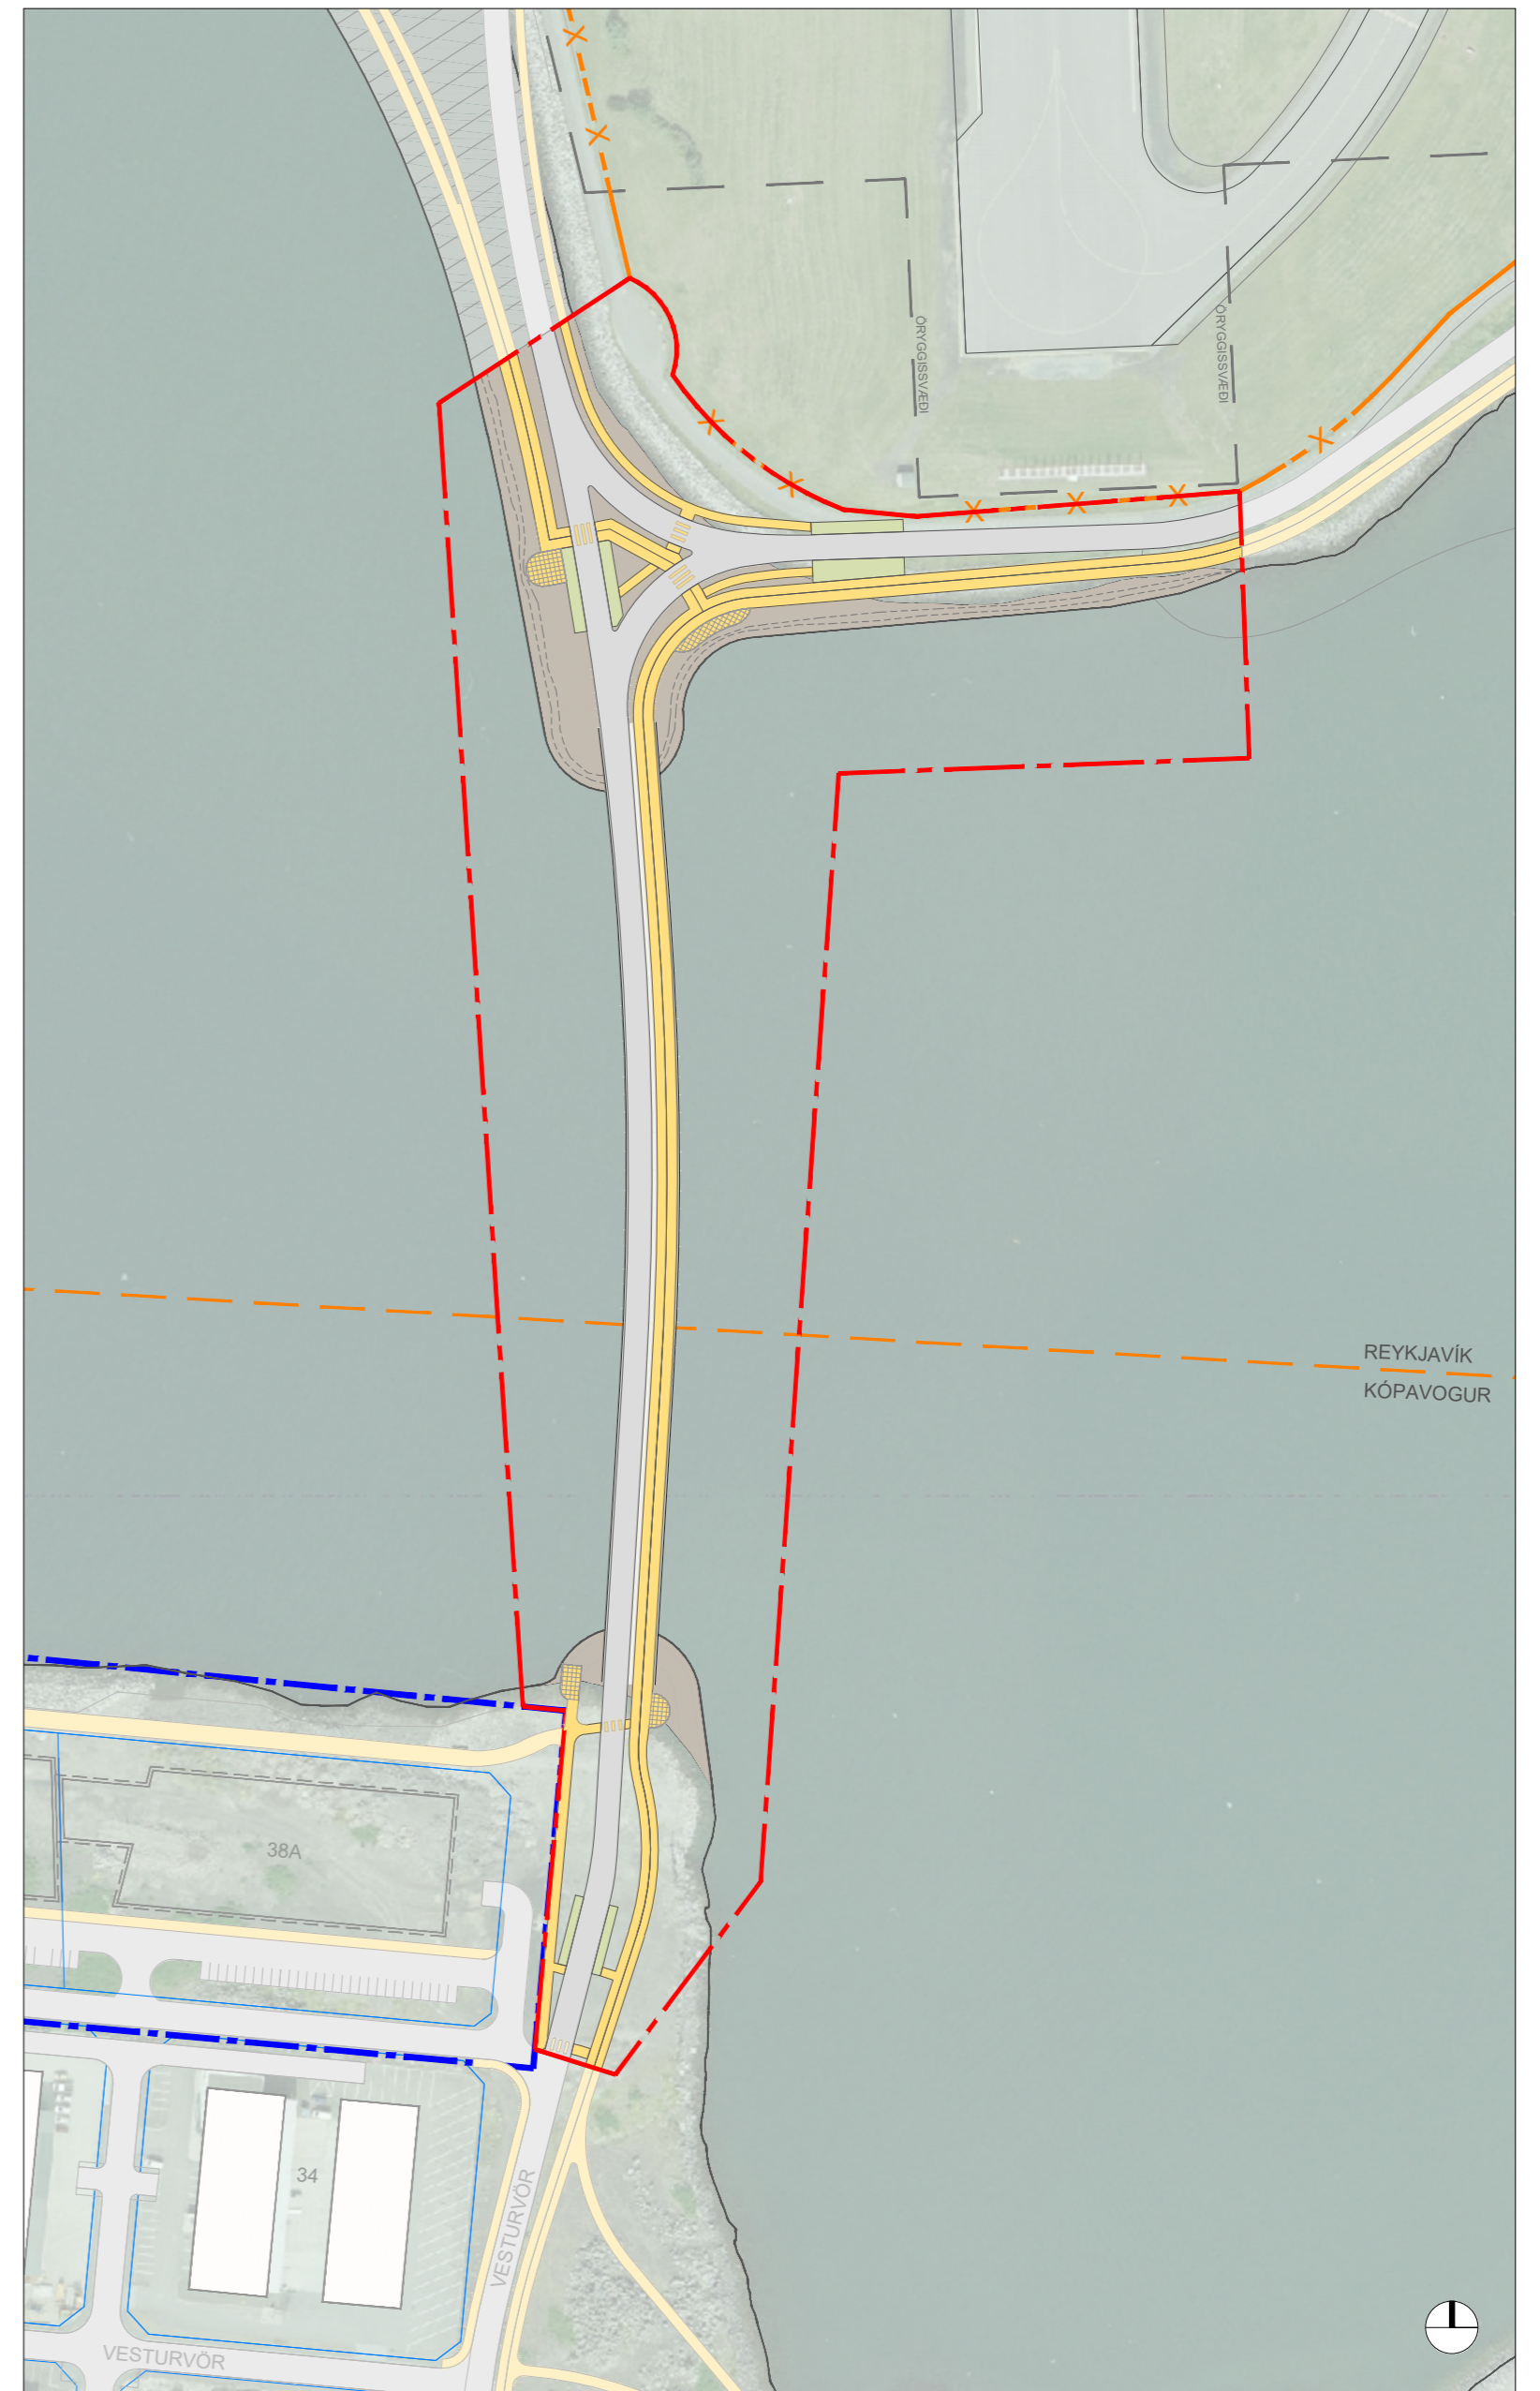 ÖRYGGISSVÆÐI
ÖRYGGISSVÆÐI
REYKJAVÍK
KÓPAVOGUR
38A
34
VESTURVÖR
VESTURVÖR